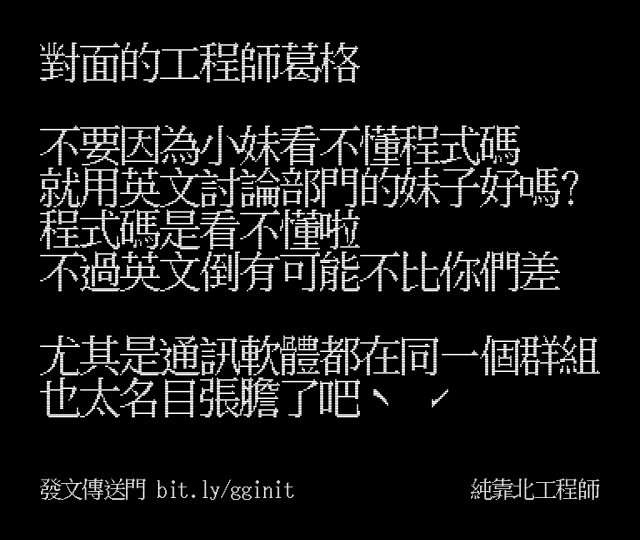 對面的工程師葛格
不要因為小妹看不懂程式碼
就用英文討論部門的妹子好嗎?
程式碼是看不懂啦
不過英文倒有可能不比你們差
尤其是通訊軟體都在同一個群組
也太名目張膽了吧 ˋ ˊ
發文傳送門 bit.ly/gginit
純靠北工程師